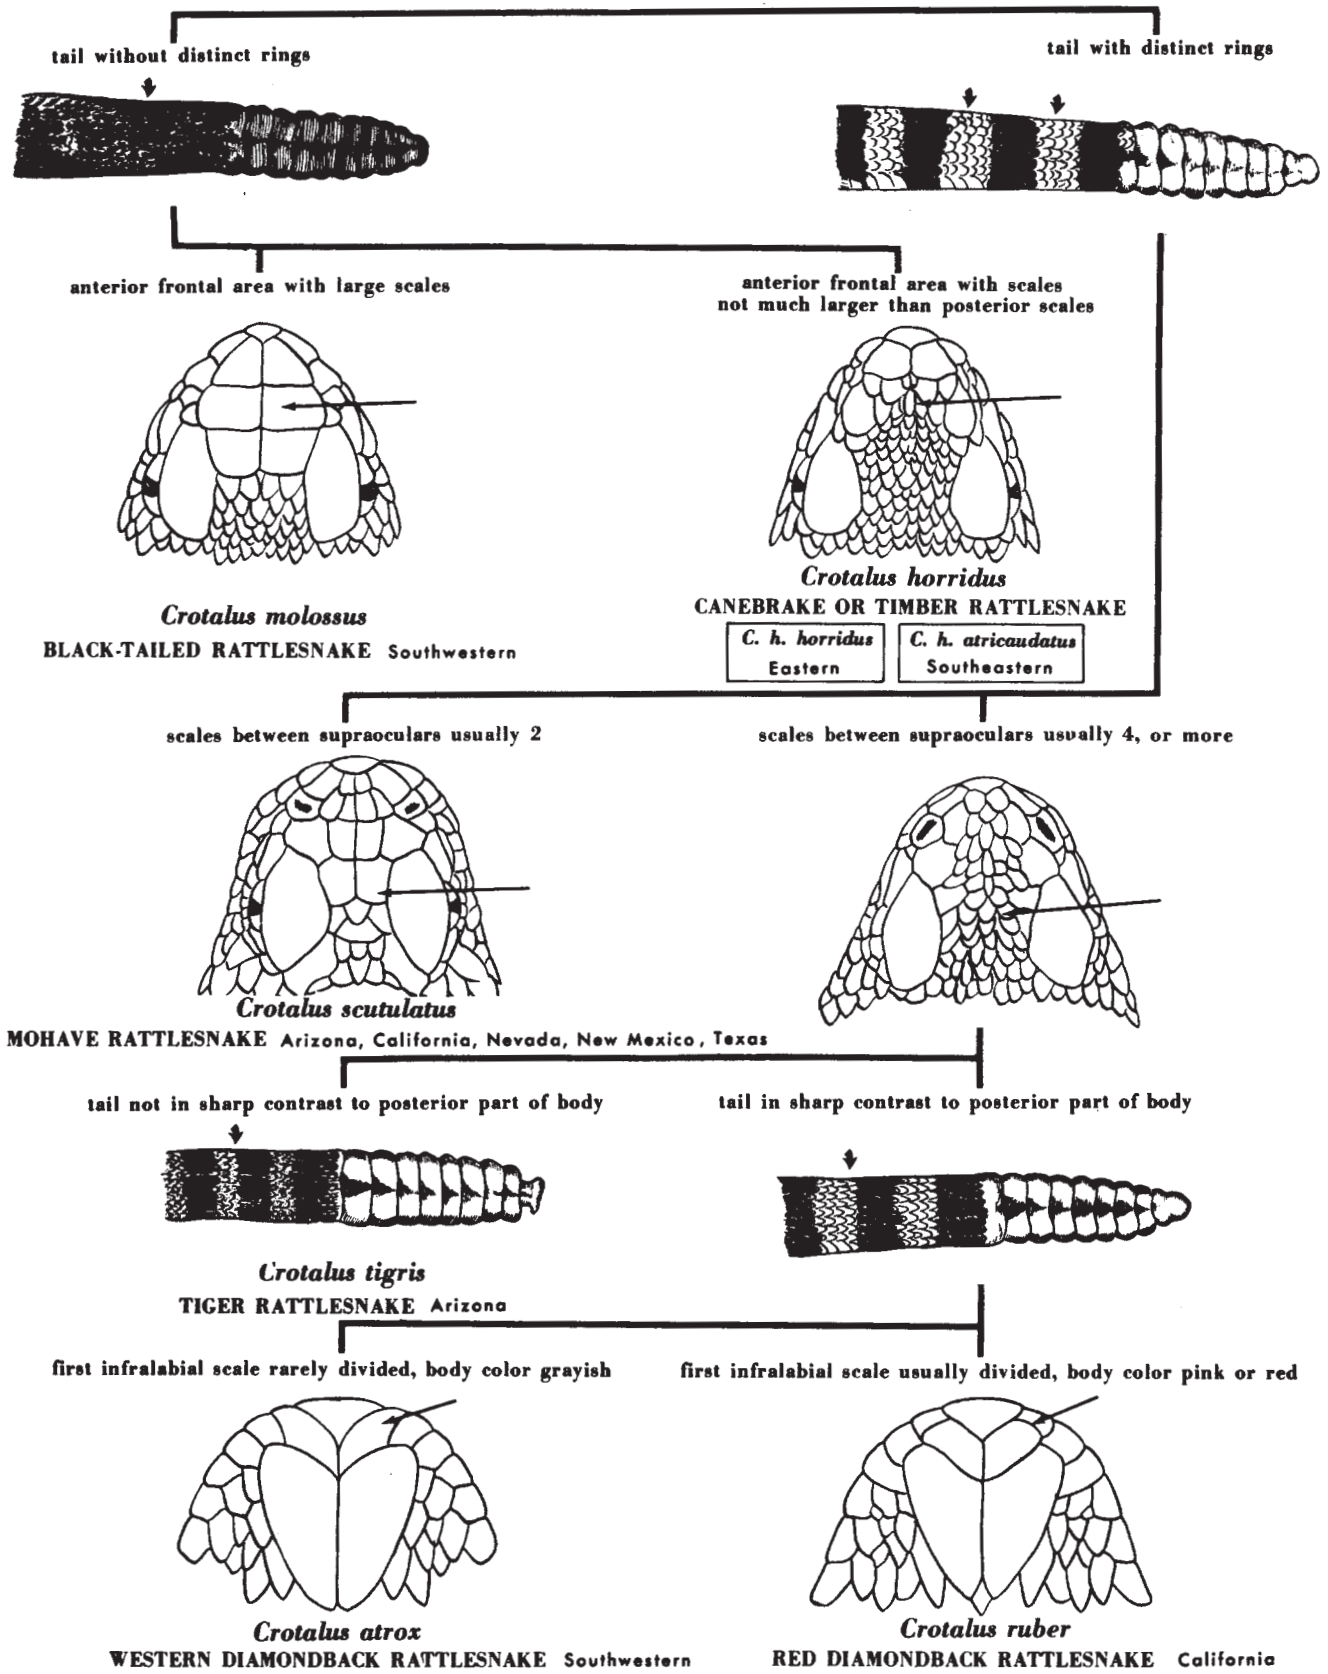 tail without distinct rings
tail with distinct rings
anterior frontal area with large scales
anterior frontal area with scales
not much larger than posterior scales
Crotalus molossus
BLACK-TAILED RATTLESNAKE Southwestern
Crotalus horridus
CANEBRAKE OR TIMBER RATTLESNAKE
C. h. horridus
Eastern
C. h. atricaudatus
Southeastern
scales between supraoculars usually 2
scales between supraoculars usually 4, or more
Crotalus scutulatus
MOHAVE RATTLESNAKE Arizona, California, Nevada, New Mexico, Texas
tail not in sharp contrast to posterior part of body
tail in sharp contrast to posterior part of body
Crotalus tigris
TIGER RATTLESNAKE Arizona
first infralabial scale rarely divided, body color grayish
first infralabial scale usually divided, body color pink or red
Crotalus atrox
WESTERN DIAMONDBACK RATTLESNAKE Southwestern
Crotalus ruber
RED DIAMONDBACK RATTLESNAKE California